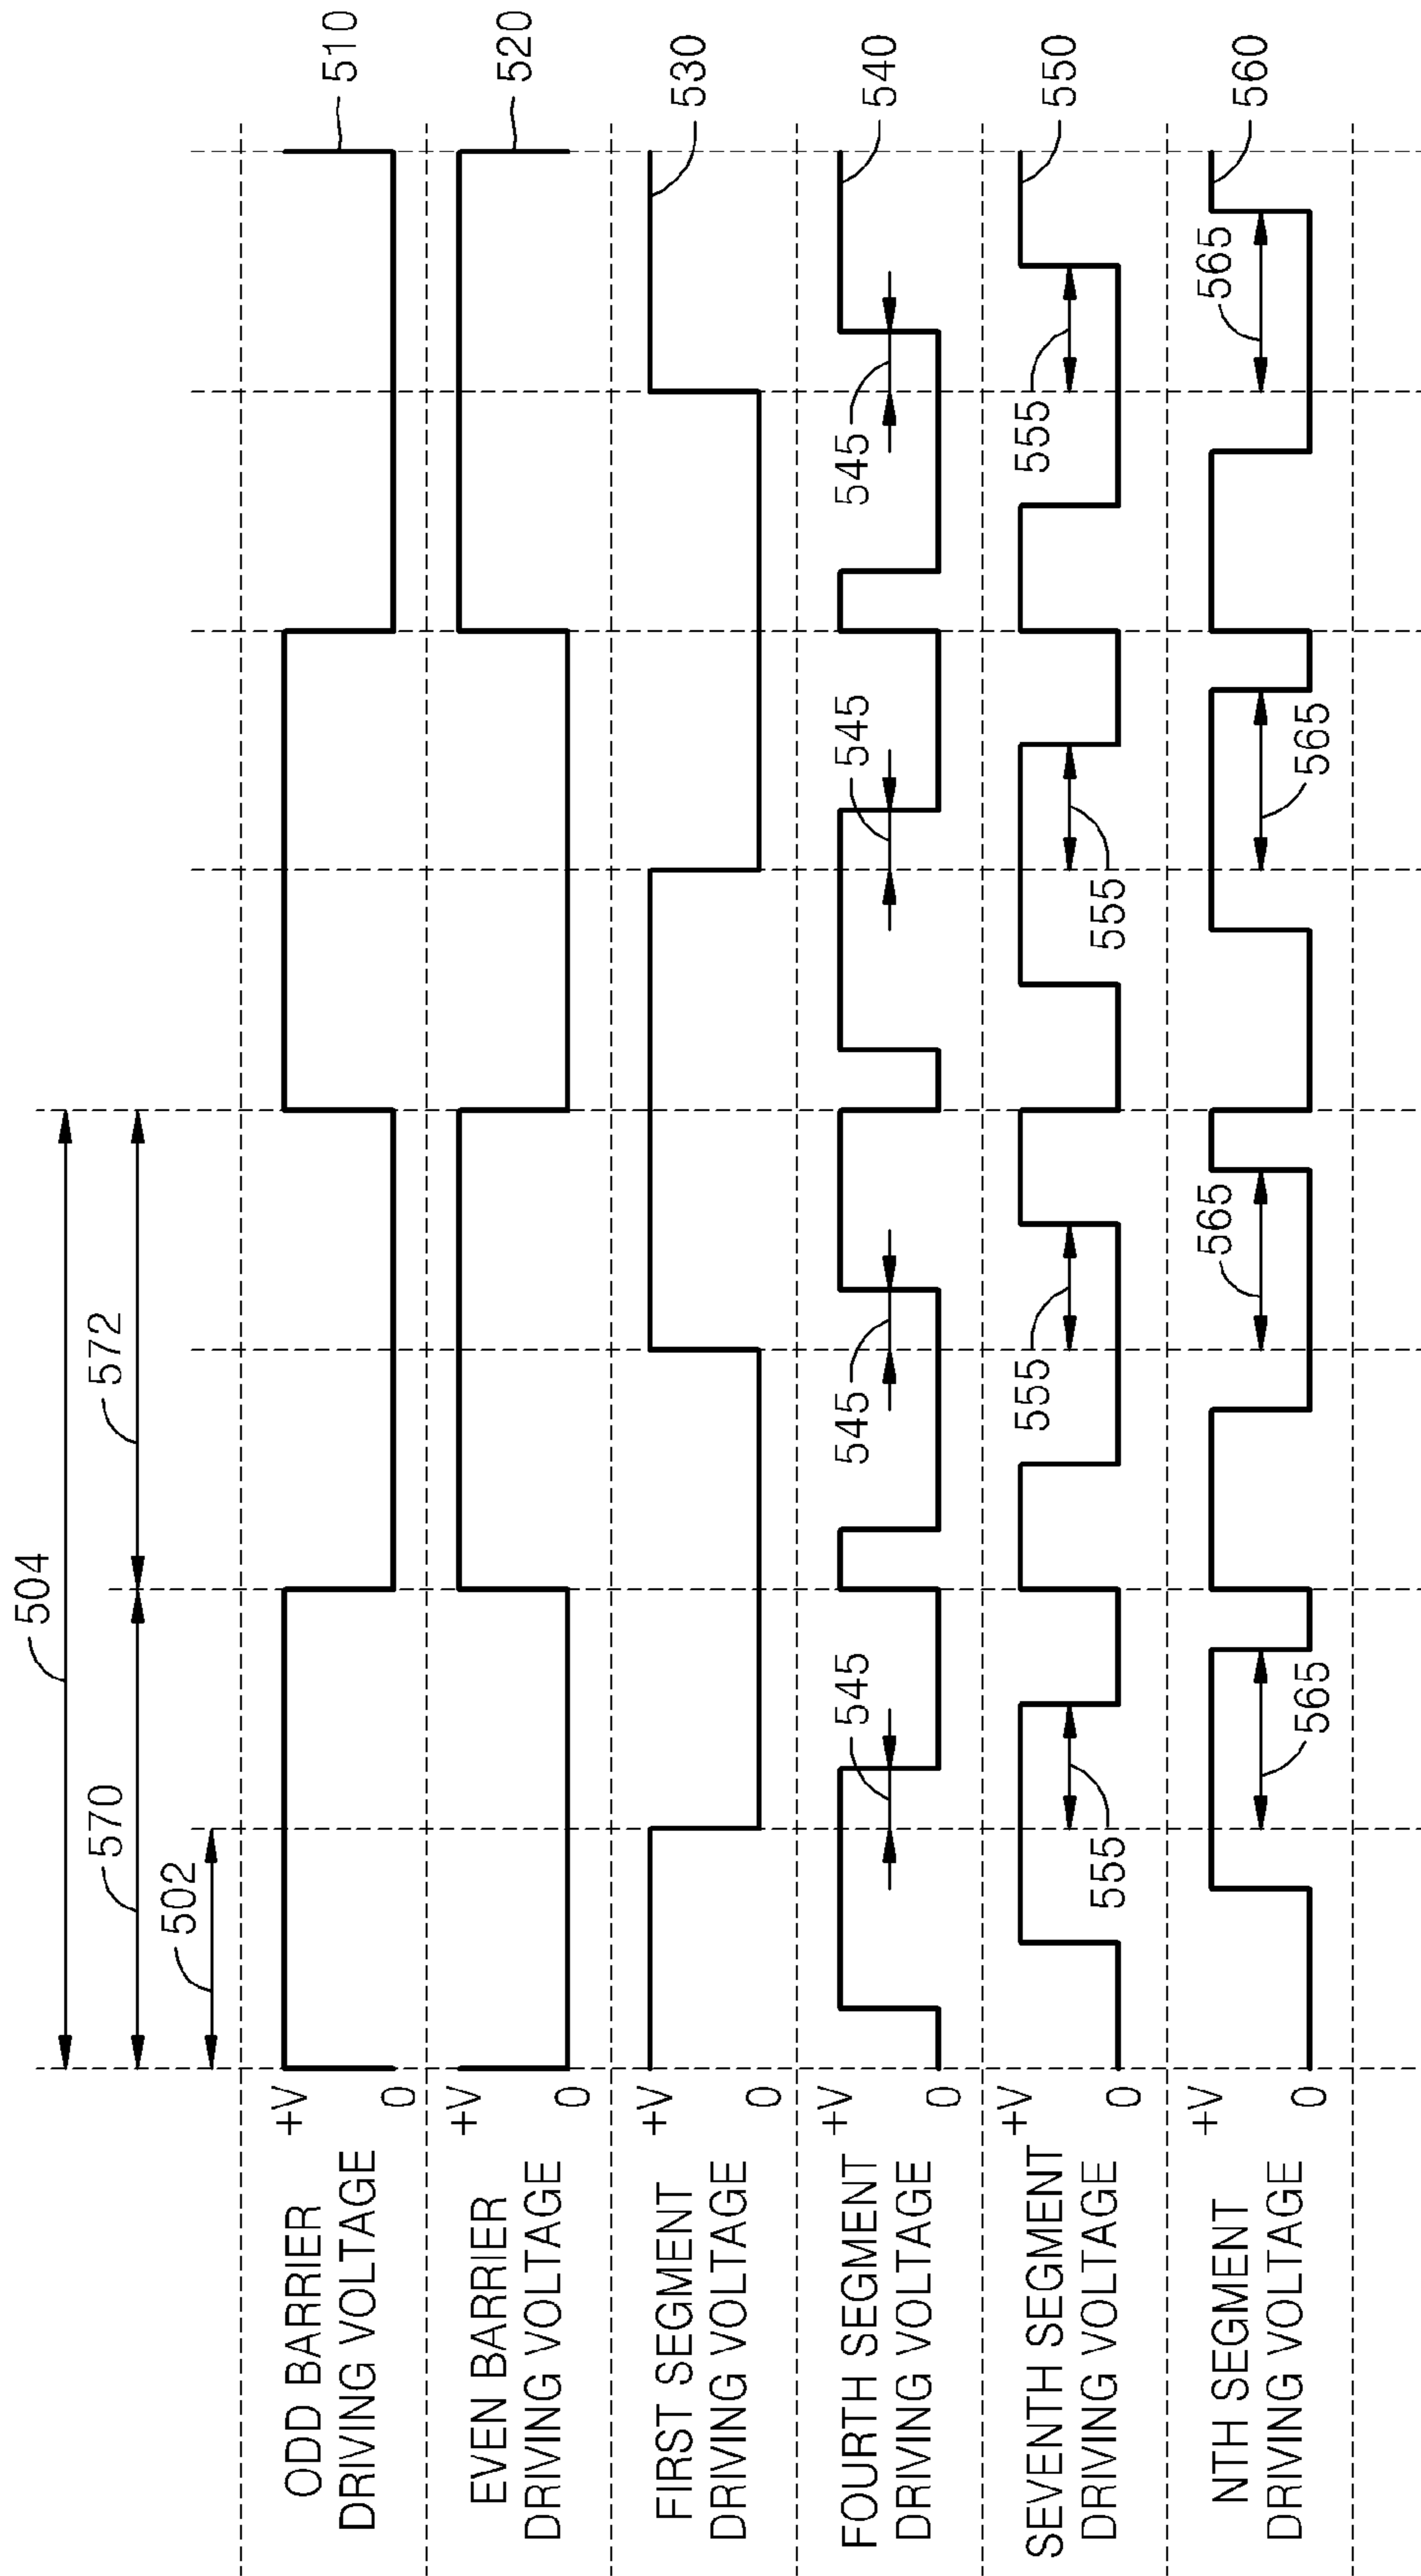 504
570
572
502
ODD BARRIER
DRIVING VOLTAGE
+V
0
510
EVEN BARRIER
DRIVING VOLTAGE
+V
0
520
FIRST SEGMENT
DRIVING VOLTAGE
+V
0
530
FOURTH SEGMENT
DRIVING VOLTAGE
+V
0
545
545
545
545
540
SEVENTH SEGMENT
DRIVING VOLTAGE
+V
0
555
555
555
555
550
NTH SEGMENT
DRIVING VOLTAGE
+V
0
565
565
565
565
560